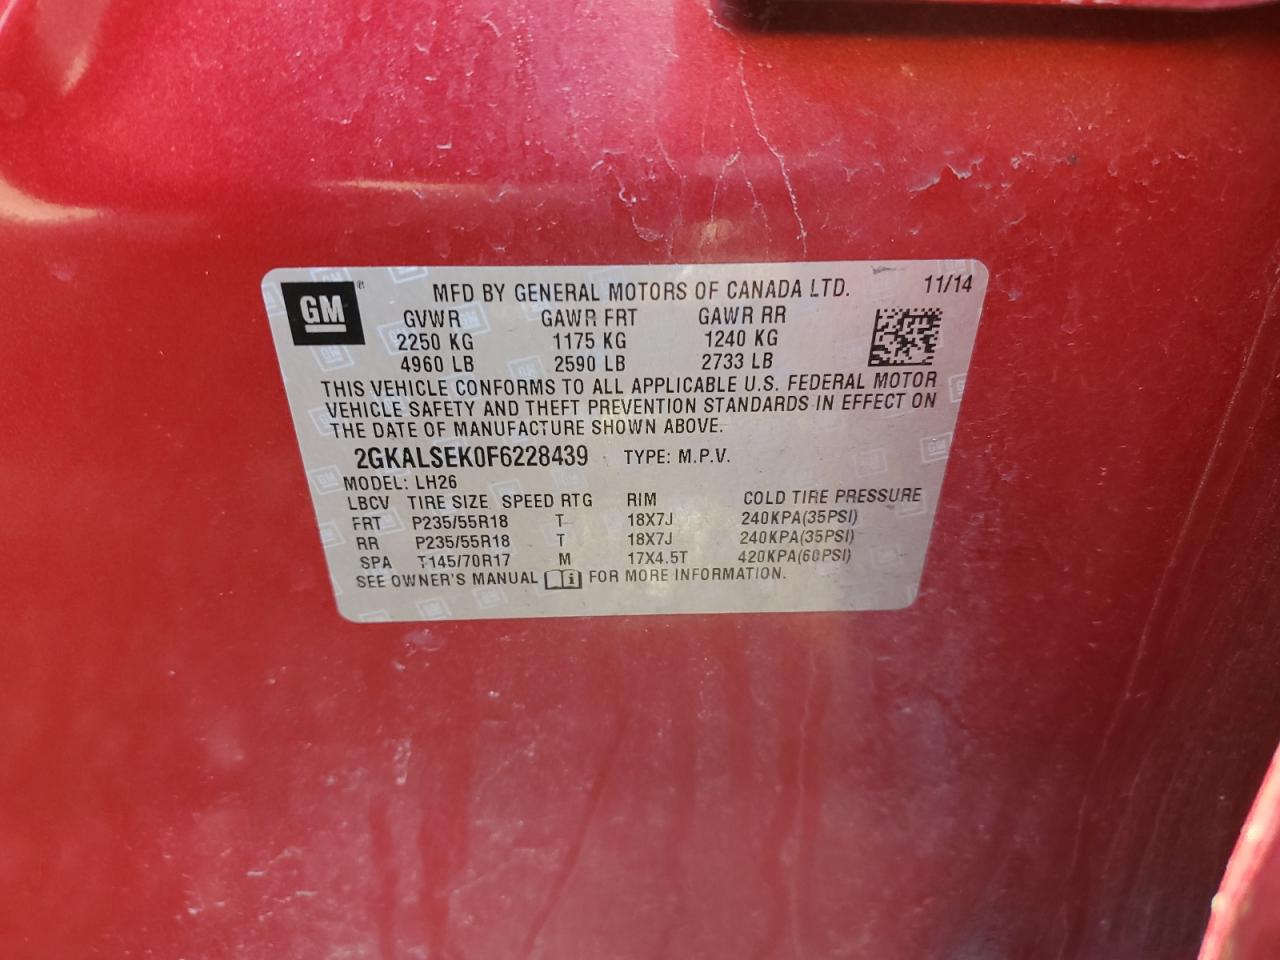 GM ® MFD BY GENERAL MOTORS OF CANADA LTD. 11/14
GVWR GAWR FRT GAWR RR
2250 KG 1175 KG 1240 KG
4960 LB 2590 LB 2733 LB
THIS VEHICLE CONFORMS TO ALL APPLICABLE U.S. FEDERAL MOTOR
VEHICLE SAFETY AND THEFT PREVENTION STANDARDS IN EFFECT ON
THE DATE OF MANUFACTURE SHOWN ABOVE.
2GKALSEK0F6228439 TYPE: M.P.V.
MODEL: LH26
LBCV TIRE SIZE SPEED RTG RIM COLD TIRE PRESSURE
FRT P235/55R18 T 18X7J 240KPA(35PSI)
RR P235/55R18 T 18X7J 240KPA(35PSI)
SPA T145/70R17 M 17X4.5T 420KPA(60PSI)
SEE OWNER'S MANUAL FOR MORE INFORMATION.